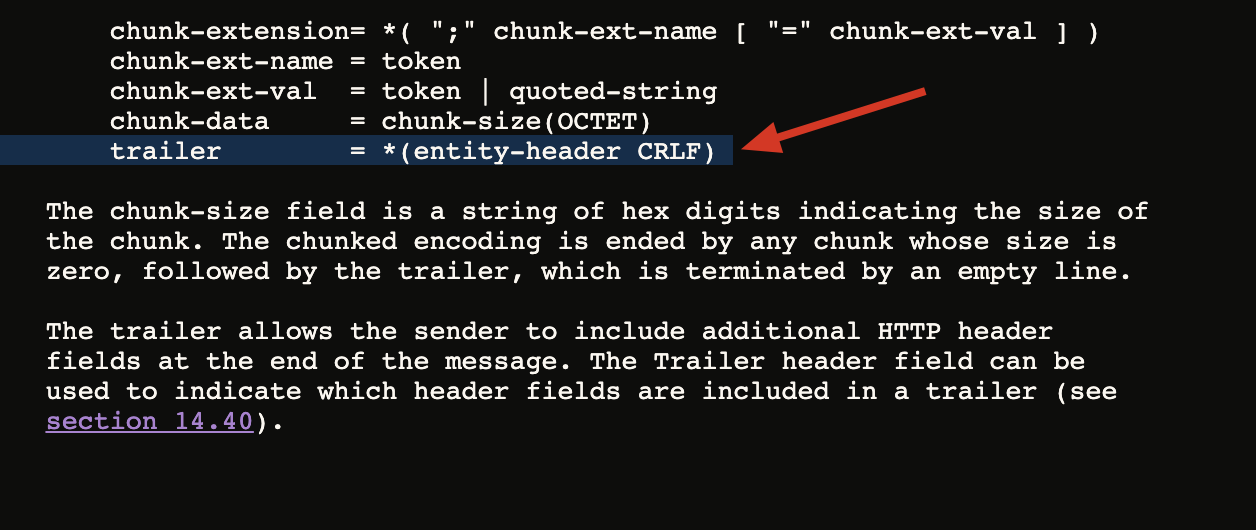 chunk-extension= *( ";" chunk-ext-name [ "=" chunk-ext-val ] )
chunk-ext-name = token
chunk-ext-val  = token | quoted-string
chunk-data     = chunk-size(OCTET)
trailer        = *(entity-header CRLF)
The chunk-size field is a string of hex digits indicating the size of
the chunk. The chunked encoding is ended by any chunk whose size is
zero, followed by the trailer, which is terminated by an empty line.
The trailer allows the sender to include additional HTTP header
fields at the end of the message. The Trailer header field can be
used to indicate which header fields are included in a trailer (see
section 14.40).